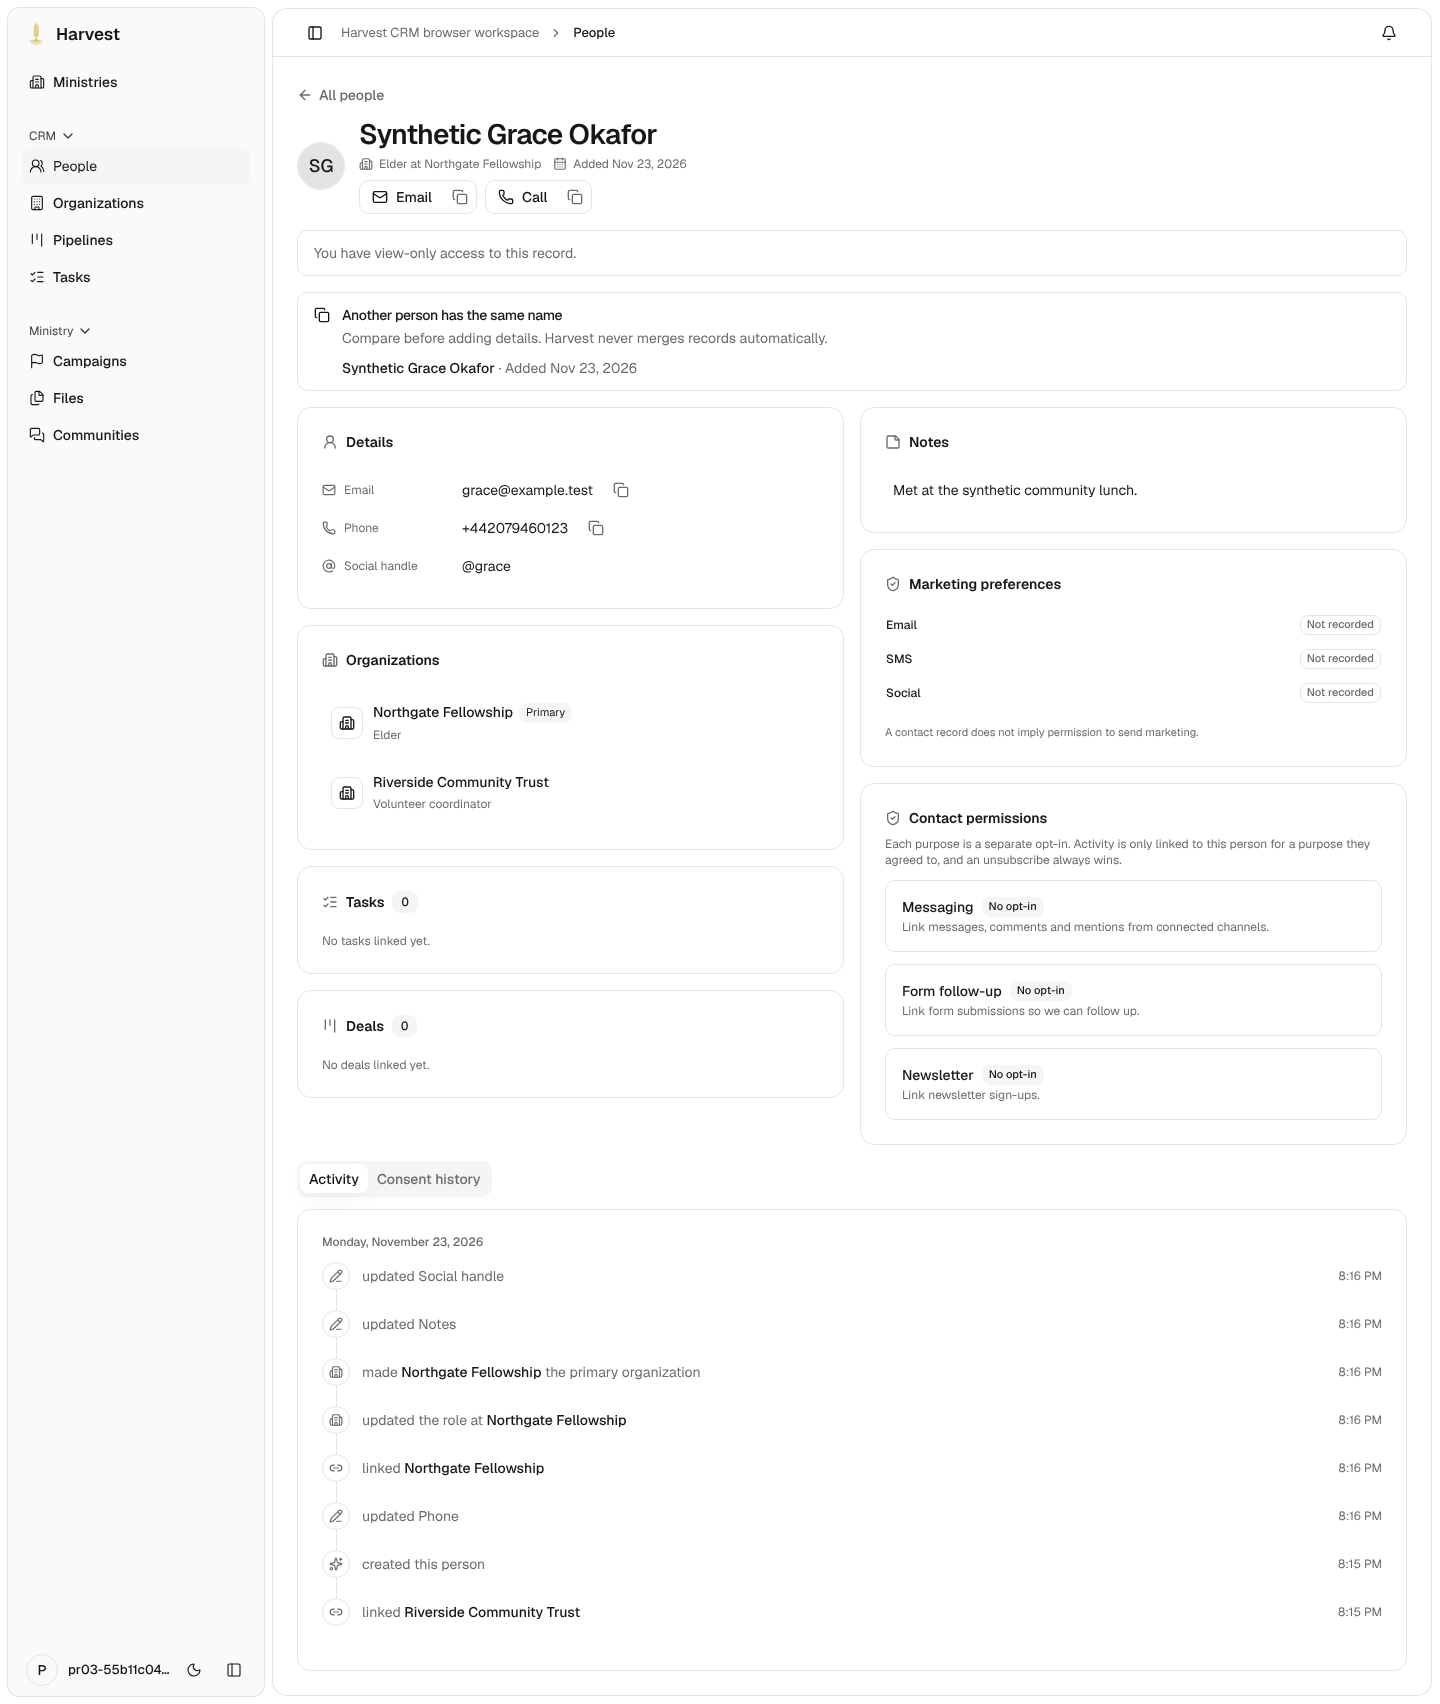 Harvest
Ministries
CRM
People
Organizations
Pipelines
Tasks
Ministry
Campaigns
Files
Communities
pr03-55b11c04...
P
Harvest CRM browser workspace > People
All people
SG
Synthetic Grace Okafor
Elder at Northgate Fellowship Added Nov 23, 2026
Email Call
You have view-only access to this record.
Another person has the same name
Compare before adding details. Harvest never merges records automatically.
Synthetic Grace Okafor · Added Nov 23, 2026
Details
Email grace@example.test
Phone +442079460123
Social handle @grace
Organizations
Northgate Fellowship Primary
Elder
Riverside Community Trust
Volunteer coordinator
Tasks 0
No tasks linked yet.
Deals 0
No deals linked yet.
Notes
Met at the synthetic community lunch.
Marketing preferences
Email Not recorded
SMS Not recorded
Social Not recorded
A contact record does not imply permission to send marketing.
Contact permissions
Each purpose is a separate opt-in. Activity is only linked to this person for a purpose they
agreed to, and an unsubscribe always wins.
Messaging No opt-in
Link messages, comments and mentions from connected channels.
Form follow-up No opt-in
Link form submissions so we can follow up.
Newsletter No opt-in
Link newsletter sign-ups.
Activity Consent history
Monday, November 23, 2026
updated Social handle 8:16 PM
updated Notes 8:16 PM
made Northgate Fellowship the primary organization 8:16 PM
updated the role at Northgate Fellowship 8:16 PM
linked Northgate Fellowship 8:16 PM
updated Phone 8:16 PM
created this person 8:15 PM
linked Riverside Community Trust 8:15 PM